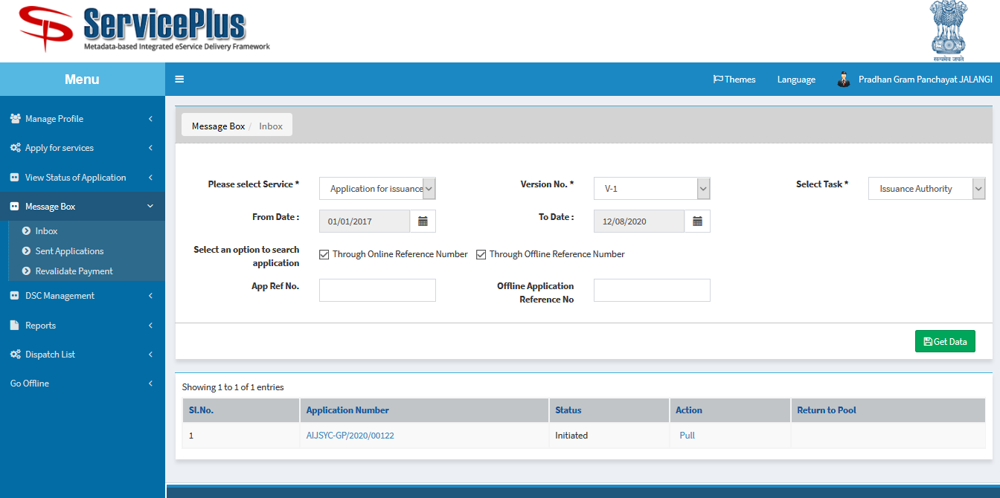 ServicePlus
Metadata-based Integrated eService Delivery Framework
सत्यमेव जयते
Menu
Themes
Language
Pradhan Gram Panchayat JALANGI
Manage Profile
Apply for services
View Status of Application
Message Box
Inbox
Sent Applications
Revalidate Payment
DSC Management
Reports
Dispatch List
Go Offline
Message Box / Inbox
Please select Service *
Application for issuance
Version No. *
V-1
Select Task *
Issuance Authority
From Date :
01/01/2017
To Date :
12/08/2020
Select an option to search
application
Through Online Reference Number
Through Offline Reference Number
App Ref No.
Offline Application
Reference No
Get Data
Showing 1 to 1 of 1 entries
Sl.No. Application Number Status Action Return to Pool
1 AIJSYC-GP/2020/00122 Initiated Pull